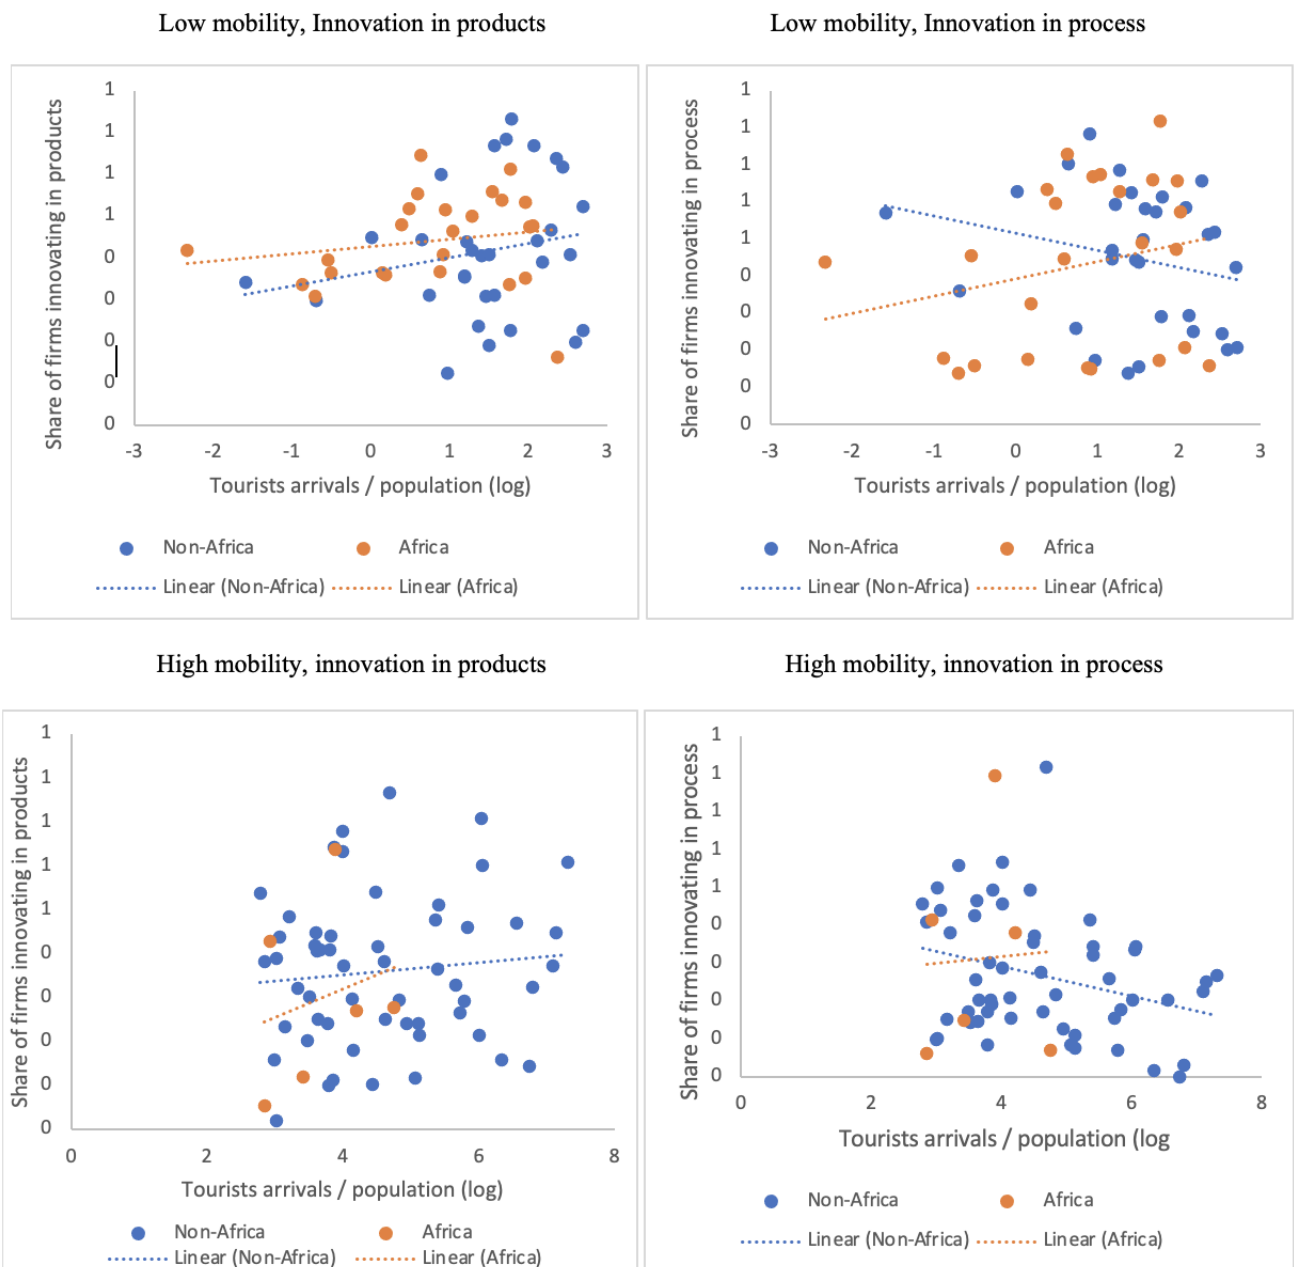 Low mobility, Innovation in products
Low mobility, Innovation in process
Share of firms innovating in products
1
1
1
1
0
0
0
0
0
-3 -2 -1 0 1 2 3
Tourists arrivals / population (log)
Non-Africa Africa
Linear (Non-Africa) Linear (Africa)
Share of firms innovating in process
1
1
1
1
1
0
0
0
0
0
-3 -2 -1 0 1 2 3
Tourists arrivals / population (log)
Non-Africa Africa
Linear (Non-Africa) Linear (Africa)
High mobility, innovation in products
High mobility, innovation in process
Share of firms innovating in products
1
1
1
1
1
0
0
0
0
0
0 2 4 6 8
Tourists arrivals / population (log)
Non-Africa Africa
Linear (Non-Africa) Linear (Africa)
Share of firms innovating in process
1
1
1
1
1
0
0
0
0
0
0 2 4 6 8
Tourists arrivals / population (log
Non-Africa Africa
Linear (Non-Africa) Linear (Africa)